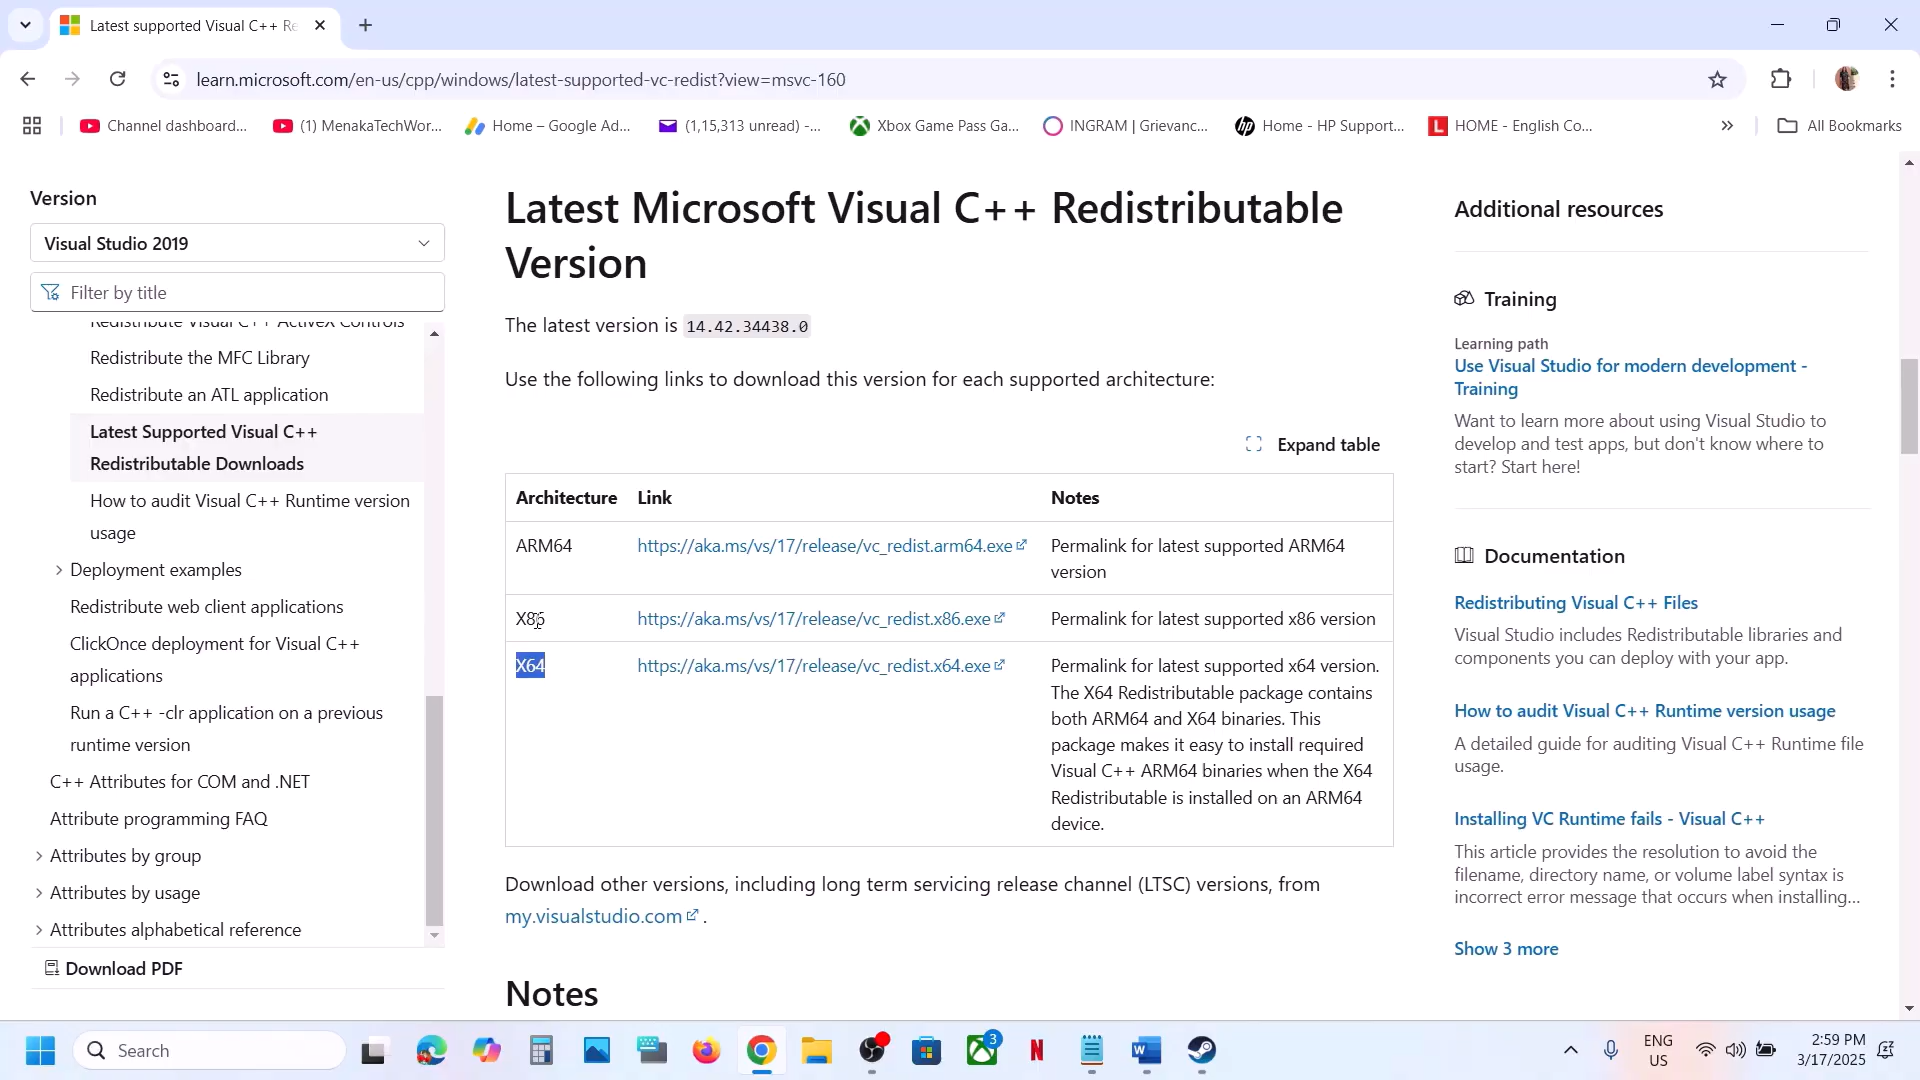 Latest supported Visual C++ Re
learn.microsoft.com/en-us/cpp/windows/latest-supported-vc-redist?view=msvc-160
Channel dashboard...
(1) MenakaTechWor...
Home – Google Ad...
(1,15,313 unread) -...
Xbox Game Pass Ga...
INGRAM | Grievanc...
Home - HP Support...
HOME - English Co...
All Bookmarks
Version
Visual Studio 2019
Filter by title
Redistribute Visual C++ ActiveX Controls
Redistribute the MFC Library
Redistribute an ATL application
Latest Supported Visual C++
Redistributable Downloads
How to audit Visual C++ Runtime version
usage
Deployment examples
Redistribute web client applications
ClickOnce deployment for Visual C++
applications
Run a C++ -clr application on a previous
runtime version
C++ Attributes for COM and .NET
Attribute programming FAQ
Attributes by group
Attributes by usage
Attributes alphabetical reference
Download PDF
Latest Microsoft Visual C++ Redistributable
Version
The latest version is 14.42.34438.0
Use the following links to download this version for each supported architecture:
Expand table
Architecture Link Notes
ARM64 https://aka.ms/vs/17/release/vc_redist.arm64.exe Permalink for latest supported ARM64
version
X86 https://aka.ms/vs/17/release/vc_redist.x86.exe Permalink for latest supported x86 version
X64 https://aka.ms/vs/17/release/vc_redist.x64.exe Permalink for latest supported x64 version.
The X64 Redistributable package contains
both ARM64 and X64 binaries. This
package makes it easy to install required
Visual C++ ARM64 binaries when the X64
Redistributable is installed on an ARM64
device.
Download other versions, including long term servicing release channel (LTSC) versions, from
my.visualstudio.com .
Notes
Additional resources
Training
Learning path
Use Visual Studio for modern development -
Training
Want to learn more about using Visual Studio to
develop and test apps, but don't know where to
start? Start here!
Documentation
Redistributing Visual C++ Files
Visual Studio includes Redistributable libraries and
components you can deploy with your app.
How to audit Visual C++ Runtime version usage
A detailed guide for auditing Visual C++ Runtime file
usage.
Installing VC Runtime fails - Visual C++
This article provides the resolution to avoid the
filename, directory name, or volume label syntax is
incorrect error message that occurs when installing...
Show 3 more
Search
3
ENG
US
2:59 PM
3/17/2025